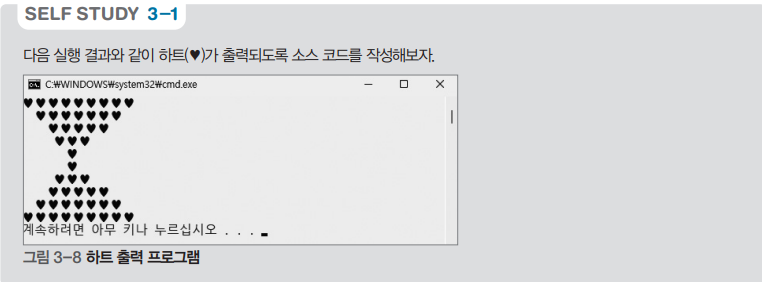 SELF STUDY 3-1
다음 실행 결과와 같이 하트(♥)가 출력되도록 소스 코드를 작성해보자.
C:₩WINDOWS₩system32₩cmd.exe
♥♥♥♥♥♥♥♥♥
♥♥♥♥♥♥♥
♥♥♥♥♥
♥♥♥
♥
♥
♥♥♥
♥♥♥♥♥
♥♥♥♥♥♥♥
♥♥♥♥♥♥♥♥♥
계속하려면 아무 키나 누르십시오 . . .
그림 3-8 하트 출력 프로그램